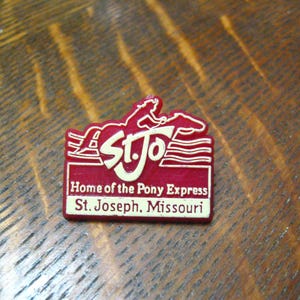 St. Jo
Home of the Pony Express
St. Joseph, Missouri